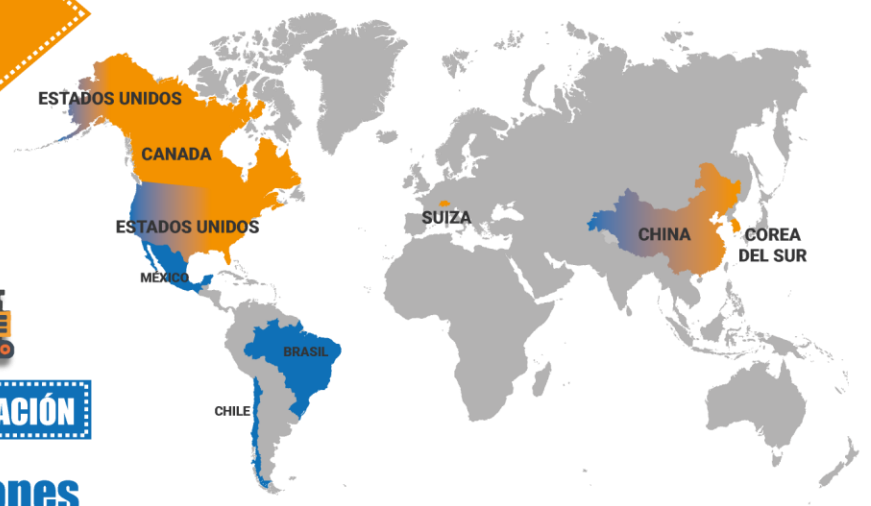 ESTADOS UNIDOS
CANADA
ESTADOS UNIDOS
MÉXICO
SUIZA
CHINA
COREA
DEL SUR
BRASIL
CHILE
ACIÓN
ones